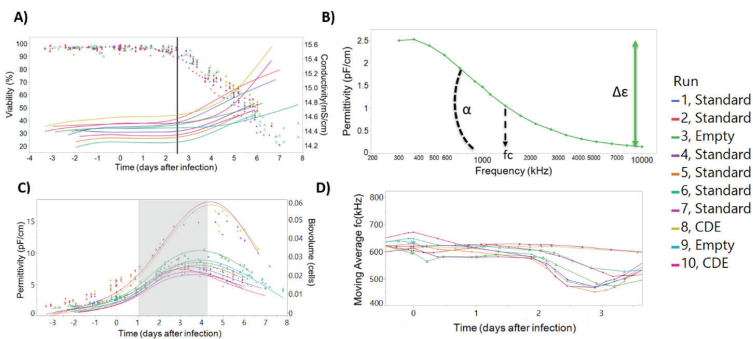 A)
100
90
80
70
60
50
40
30
20
Viability (%)
15.6
15.4
15.2
15.0
14.8
14.6
14.4
14.2
Conductivity(mS/cm)
-4 -3 -2 -1 0 1 2 3 4 5 6 7 8
Time (days after infection)
B)
2.5
2
1.5
1
0.5
0
Permittivity (pF/cm)
α
fc
Δε
200 300 400 500 600 1000 2000 3000 4000 5000 7000 10000
Frequency (kHz)
C)
15
10
5
0
Permittivity (pF/cm)
0.06
0.05
0.04
0.03
0.02
0.01
0
Biovolume (cells)
-3 -2 -1 0 1 2 3 4 5 6 7 8
Time (days after infection)
D)
800
700
600
500
400
Moving Average fc(kHz)
0 1 2 3
Time (days after infection)
Run
1, Standard
2, Standard
3, Empty
4, Standard
5, Standard
6, Standard
7, Standard
8, CDE
9, Empty
10, CDE